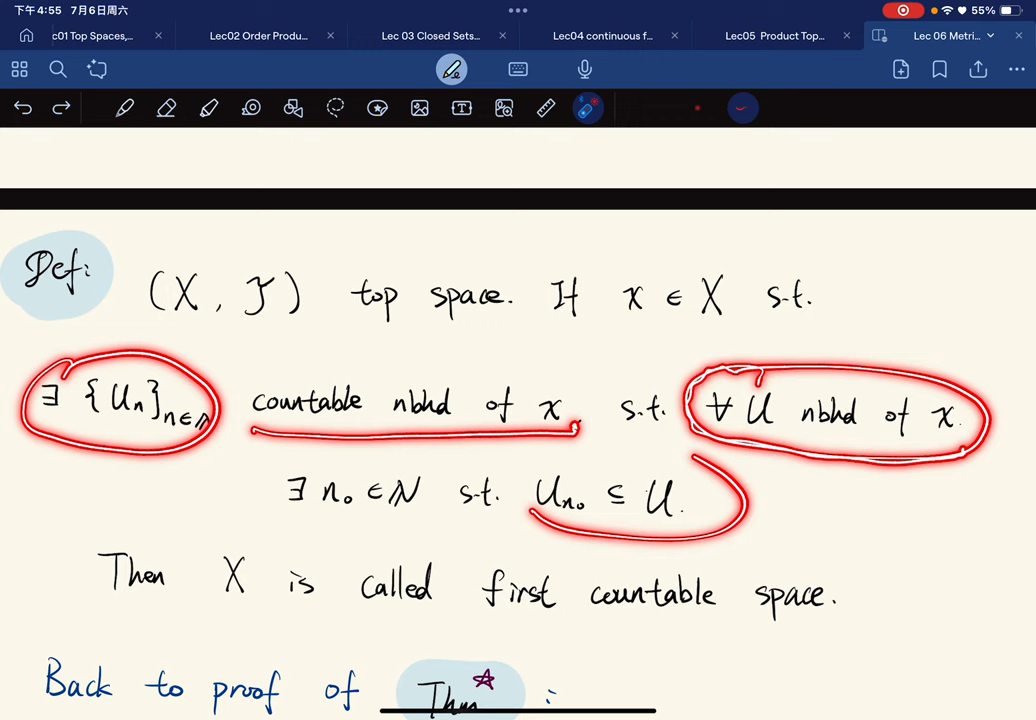 下午4:55 7月6日周六
55%
c01 Top Spaces,...
Lec02 Order Produ...
Lec 03 Closed Sets...
Lec04 continuous f...
Lec05 Product Top...
Lec 06 Metri...
Def:
(X, 𝒯) top space. If x ∈ X s.t.
∃ {Uₙ}ₙ∈ℕ countable nbhd of x s.t. ∀ U nbhd of x.
∃ n₀ ∈ ℕ s.t. Uₙ₀ ⊆ U.
Then X is called first countable space.
Back to proof of Thm☆ :